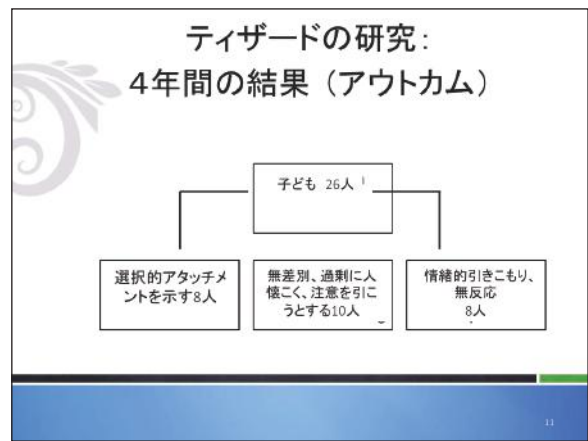 ティザードの研究：
4年間の結果（アウトカム）
子ども 26人
選択的アタッチメ
ントを示す8人
無差別、過剰に人
懐こく、注意を引こ
うとする10人
情緒的引きこもり、
無反応
8人
11